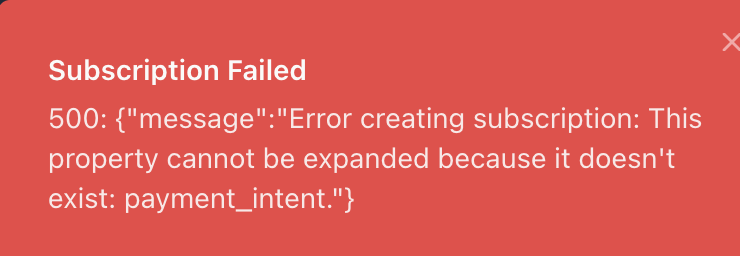 Subscription Failed
500: {"message":"Error creating subscription: This
property cannot be expanded because it doesn't
exist: payment_intent."}